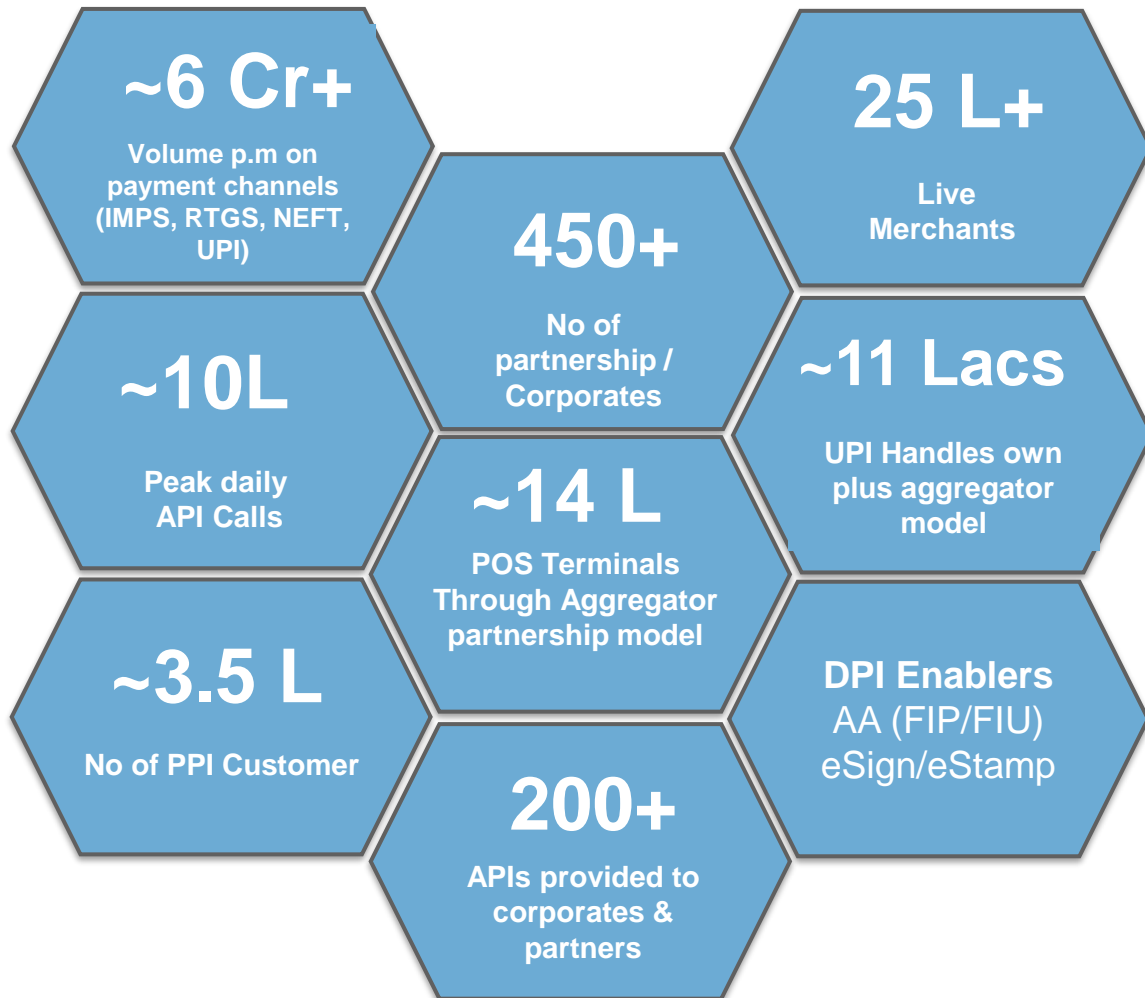 ~6 Cr+
Volume p.m on
payment channels
(IMPS, RTGS, NEFT,
UPI)
25 L+
Live
Merchants
450+
No of
partnership /
Corporates
~10L
Peak daily
API Calls
~11 Lacs
UPI Handles own
plus aggregator
model
~14 L
POS Terminals
Through Aggregator
partnership model
~3.5 L
No of PPI Customer
DPI Enablers
AA (FIP/FIU)
eSign/eStamp
200+
APIs provided to
corporates &
partners